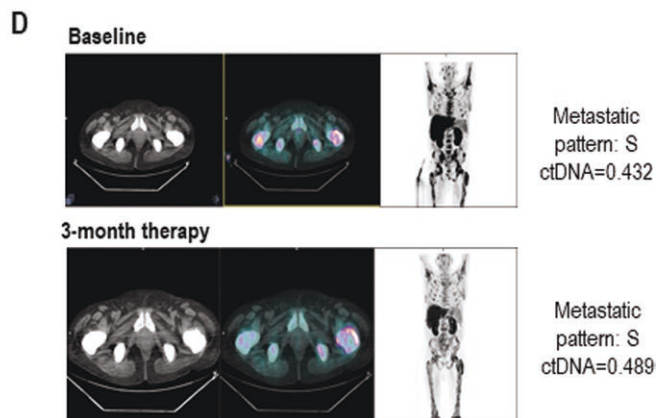 D
Baseline
Metastatic
pattern: S
ctDNA=0.432
3-month therapy
Metastatic
pattern: S
ctDNA=0.489